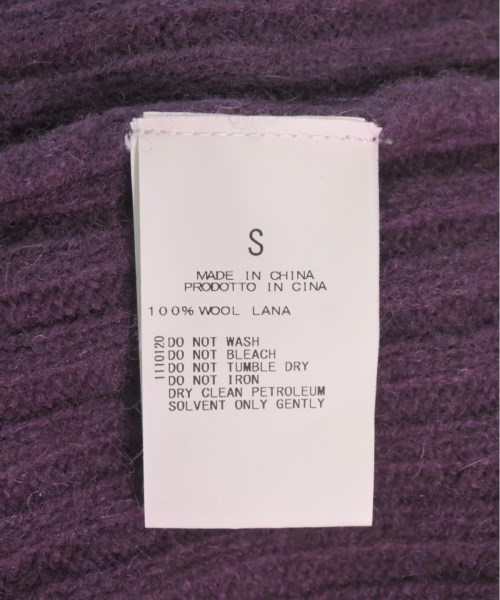 S
MADE IN CHINA
PRODOTTO IN CINA
100% WOOL LANA
1110120
DO NOT WASH
DO NOT BLEACH
DO NOT TUMBLE DRY
DO NOT IRON
DRY CLEAN PETROLEUM
SOLVENT ONLY GENTLY